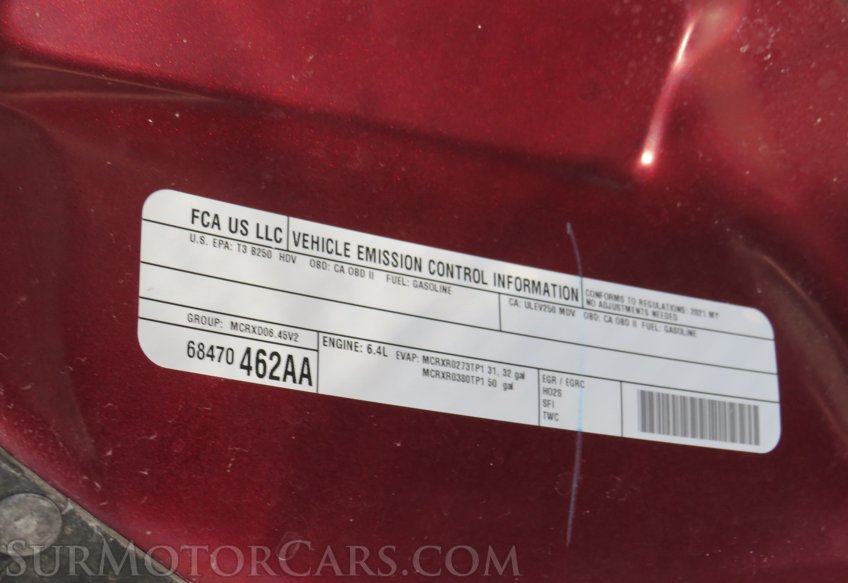 FCA US LLC
VEHICLE EMISSION CONTROL INFORMATION
CONFORMS TO REGULATIONS: 2021 MY
NO ADJUSTMENTS NEEDED
U.S. EPA: T3 B250 HDV OBD: CA OBD II FUEL: GASOLINE
CA: ULEV250 MDV OBD: CA OBD II FUEL: GASOLINE
GROUP: MCRXD06.45V2
68470 462AA
ENGINE: 6.4L EVAP: MCRXR0273TP1 31, 32 gal
MCRXR0380TP1 50 gal
EGR / EGRC
HO2S
SFI
TWC
SurMotorCars.com